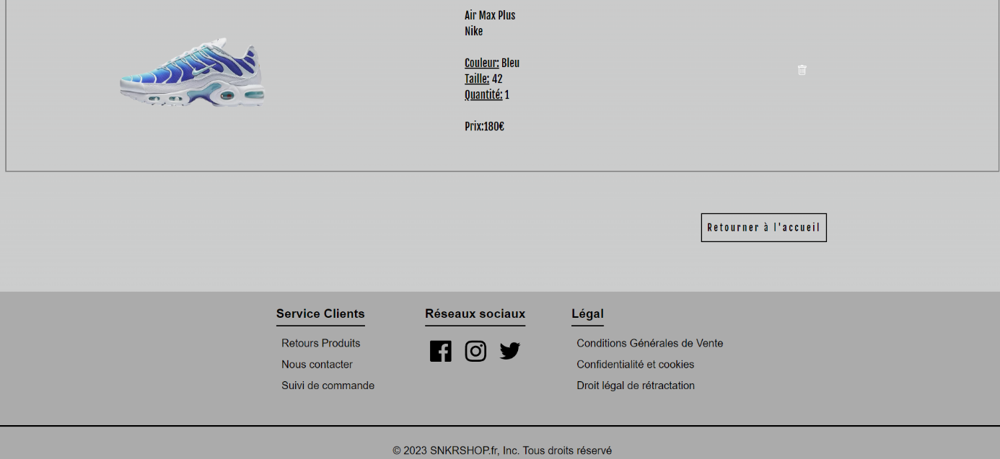 Air Max Plus
Nike
Couleur: Bleu
Taille: 42
Quantité: 1
Prix:180€
Retourner à l'accueil
Service Clients
Retours Produits
Nous contacter
Suivi de commande
Réseaux sociaux
Légal
Conditions Générales de Vente
Confidentialité et cookies
Droit légal de rétractation
© 2023 SNKRSHOP.fr, Inc. Tous droits réservé